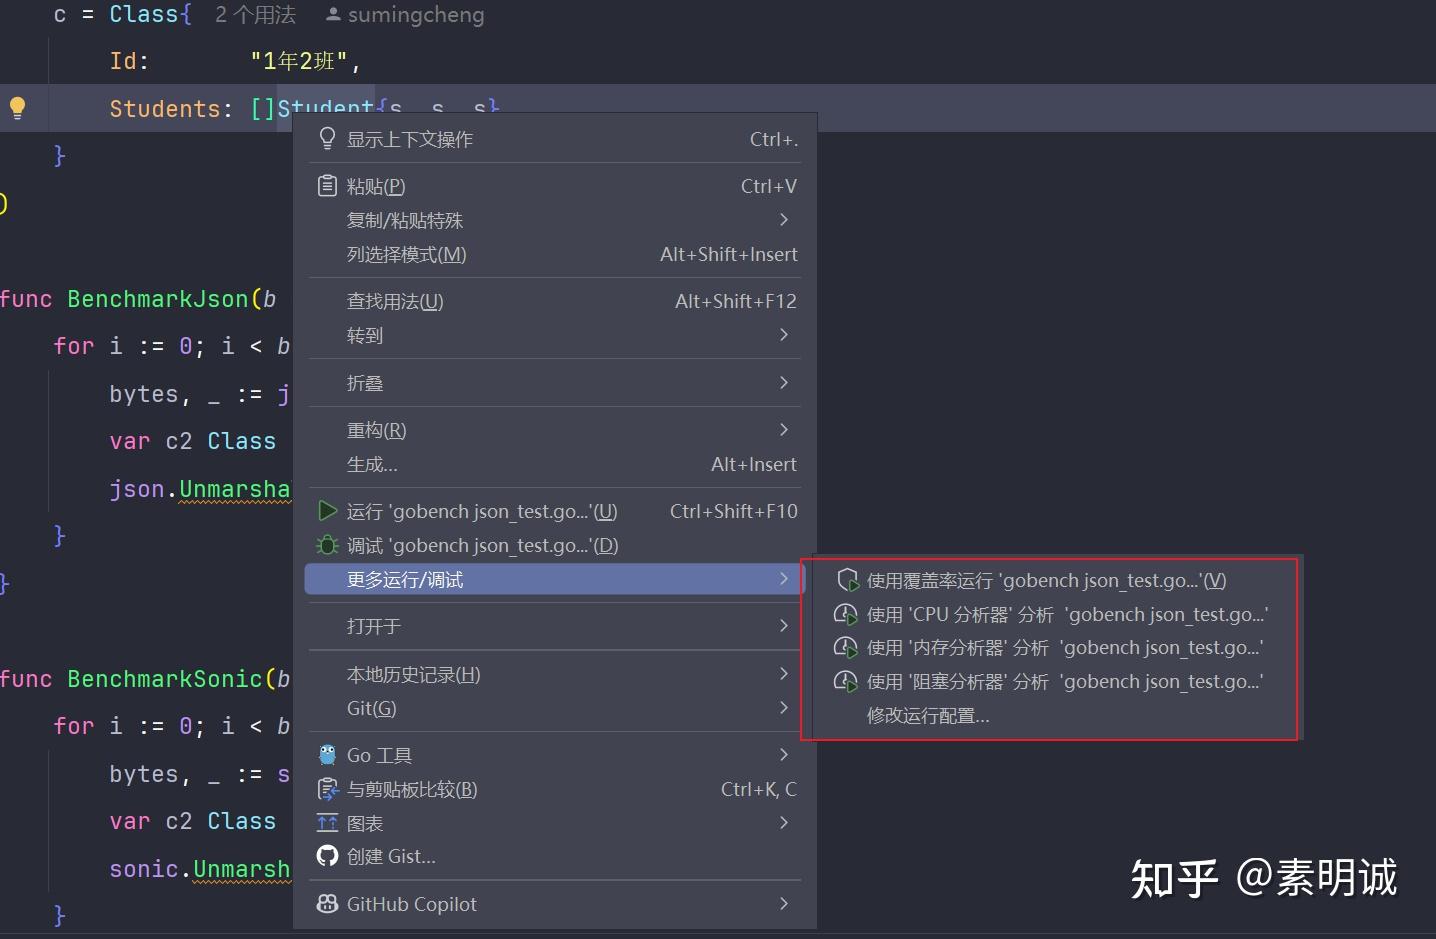 c = Class{ 2 个用法 sumingcheng
Id: "1年2班",
Students: []Student{s, s, s}
}
)
func BenchmarkJson(b
for i := 0; i < b
bytes, _ := j
var c2 Class
json.Unmarsha
}
}
func BenchmarkSonic(b
for i := 0; i < b
bytes, _ := s
var c2 Class
sonic.Unmarsh
}
显示上下文操作 Ctrl+.
粘贴(P) Ctrl+V
复制/粘贴特殊
列选择模式(M) Alt+Shift+Insert
查找用法(U) Alt+Shift+F12
转到
折叠
重构(R)
生成... Alt+Insert
运行 'gobench json_test.go...'(U) Ctrl+Shift+F10
调试 'gobench json_test.go...'(D)
更多运行/调试
打开于
本地历史记录(H)
Git(G)
Go 工具
与剪贴板比较(B) Ctrl+K, C
图表
创建 Gist...
GitHub Copilot
使用覆盖率运行 'gobench json_test.go...'(V)
使用 'CPU 分析器' 分析 'gobench json_test.go...'
使用 '内存分析器' 分析 'gobench json_test.go...'
使用 '阻塞分析器' 分析 'gobench json_test.go...'
修改运行配置...
知乎 @素明诚